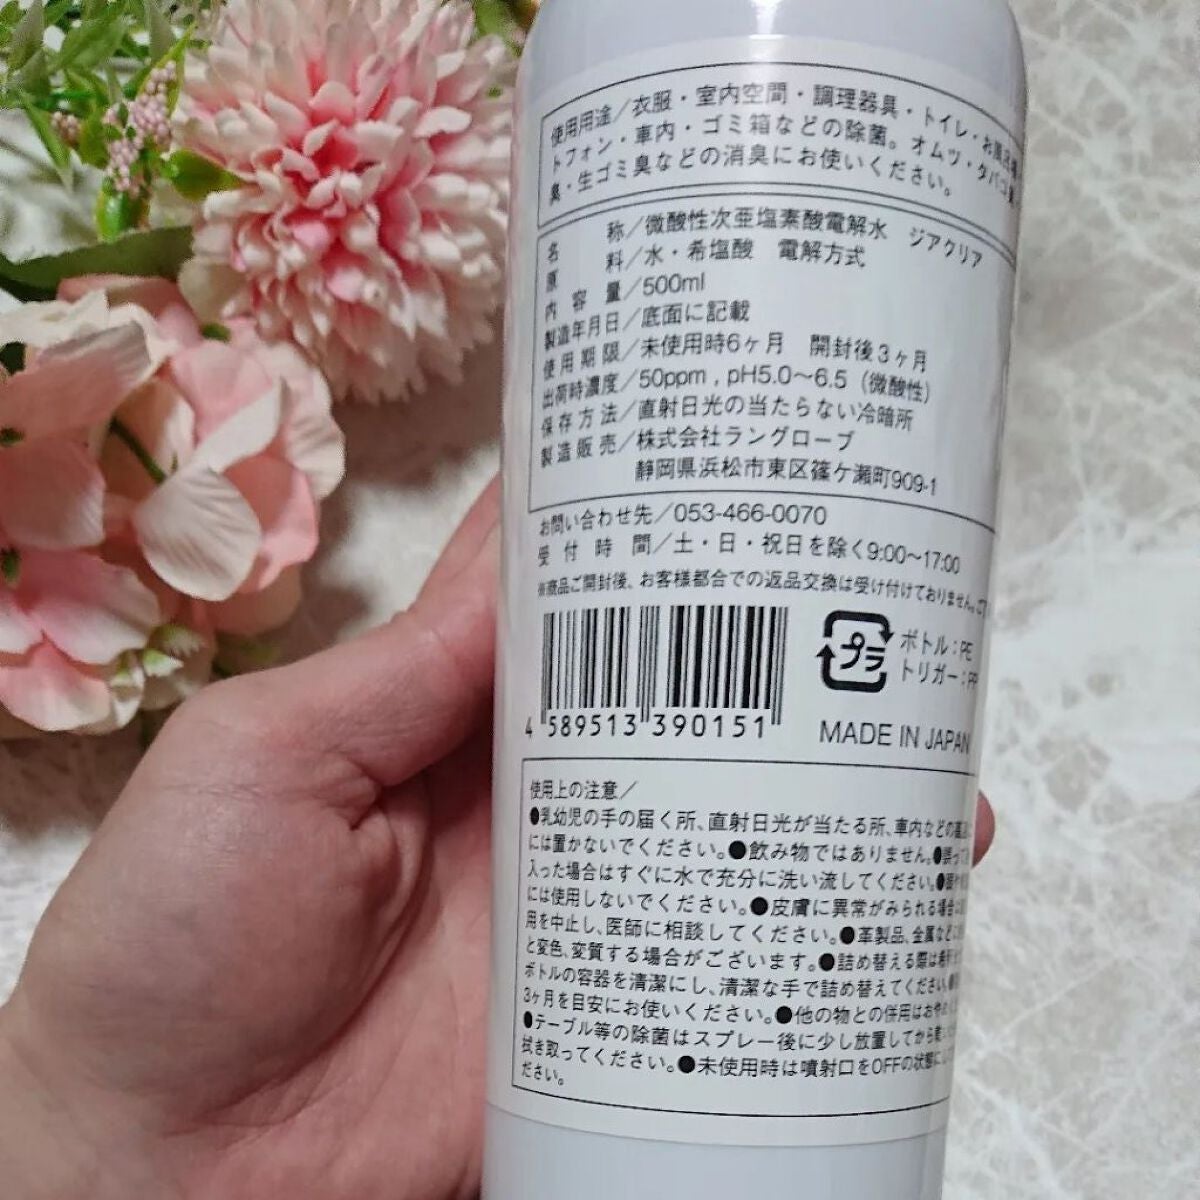 使用用途／衣服・室内空間・調理器具・トイレ・お風呂場
トフォン・車内・ゴミ箱などの除菌。オムツ・タバコ
臭・生ゴミ臭などの消臭にお使いください。
名称／微酸性次亜塩素酸電解水 ジアクリア
原料／水・希塩酸 電解方式
内容量／500ml
製造年月日／底面に記載
使用期限／未使用時6ヶ月 開封後3ヶ月
出荷時濃度／50ppm , pH5.0～6.5（微酸性）
保存方法／直射日光の当たらない冷暗所
製造販売／株式会社ラングローブ
静岡県浜松市東区篠ケ瀬町909-1
お問い合わせ先／053-466-0070
受付時間／土・日・祝日を除く9:00～17:00
※商品ご開封後、お客様都合での返品交換は受け付けておりません。
プラ
ボトル：PE
トリガー：PP
4 589513 390151
MADE IN JAPAN
使用上の注意／
●乳幼児の手の届く所、直射日光が当たる所、車内などの高温
には置かないでください。●飲み物ではありません。●誤って
入った場合はすぐに水で充分に洗い流してください。●
には使用しないでください。●皮膚に異常がみられる場合は
用を中止し、医師に相談してください。●革製品、金属など
と変色、変質する場合がございます。●詰め替える際は
ボトルの容器を清潔にし、清潔な手で詰め替えてください。
3ヶ月を目安にお使いください。●他の物との併用はおやめ
●テーブル等の除菌はスプレー後に少し放置してから
拭き取ってください。●未使用時は噴射口をOFFの状態に
ださい。